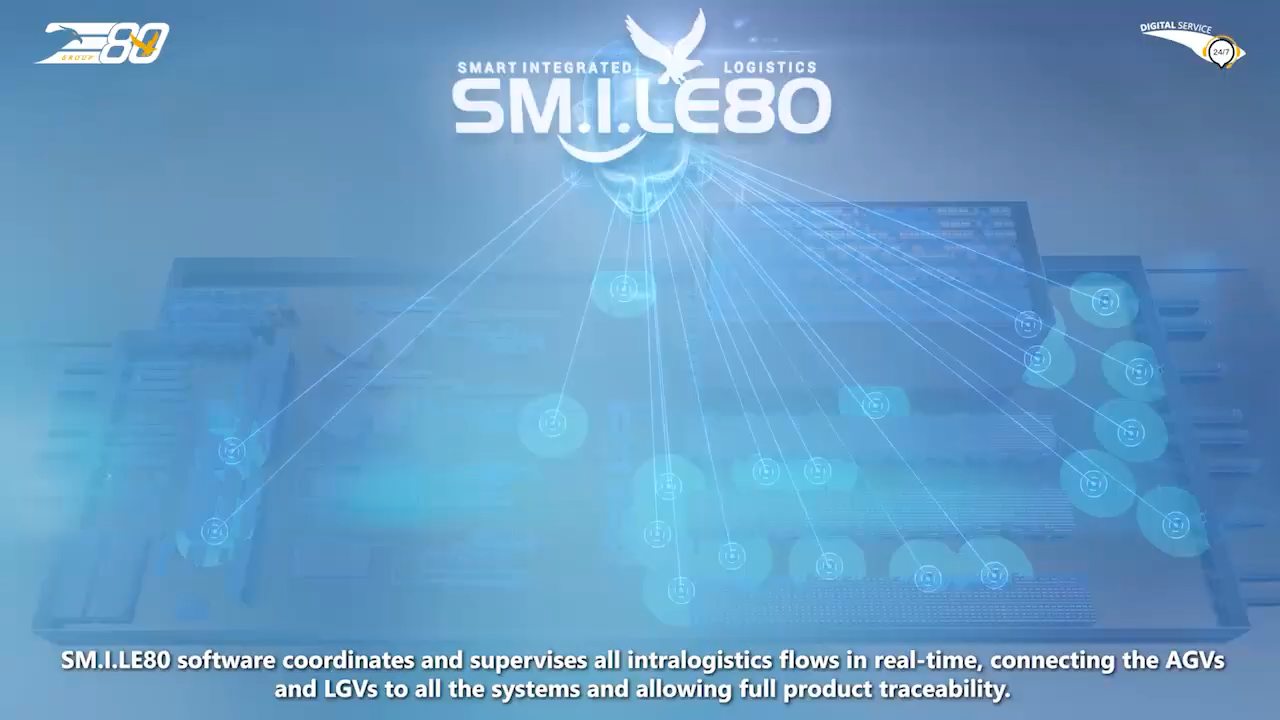 E80
GROUP
DIGITAL SERVICE
24/7
SMART INTEGRATED LOGISTICS
SM.I.LE80
SM.I.LE80 software coordinates and supervises all intralogistics flows in real-time, connecting the AGVs
and LGVs to all the systems and allowing full product traceability.